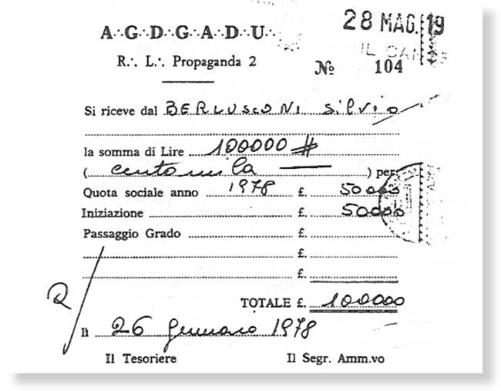 A∴G∴D∴G∴A∴D∴U∴
28 MAG. 19
R∴ L∴ Propaganda 2
IL
Nº 104
Si riceve dal BERLUSCONI Silvio
la somma di Lire 100000 #
( centomila ) per
Quota sociale anno 1978 £. 50000
Iniziazione £. 50000
Passaggio Grado £.
£.
£.
TOTALE £. 100000
lì 26 Gennaio 1978
Il Tesoriere Il Segr. Amm.vo